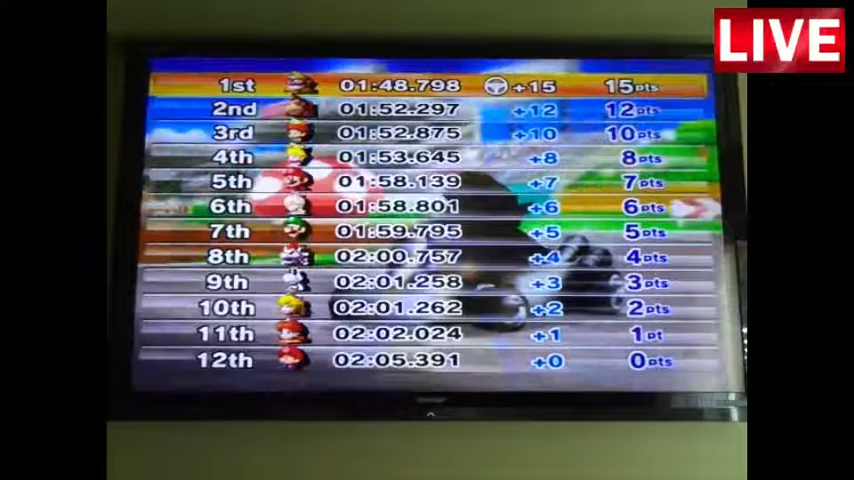 LIVE
1st 01:48.798 +15 15pts
2nd 01:52.297 +12 12pts
3rd 01:52.875 +10 10pts
4th 01:53.645 +8 8pts
5th 01:58.139 +7 7pts
6th 01:58.801 +6 6pts
7th 01:59.795 +5 5pts
8th 02:00.757 +4 4pts
9th 02:01.258 +3 3pts
10th 02:01.262 +2 2pts
11th 02:02.024 +1 1pt
12th 02:05.391 +0 0pts